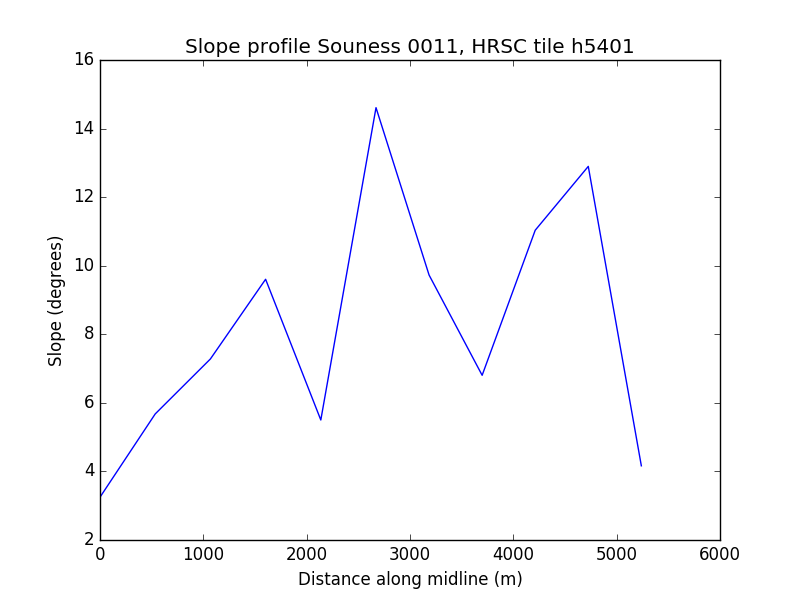 Slope profile Souness 0011, HRSC tile h5401
16
14
12
10
8
6
4
2
Slope (degrees)
0 1000 2000 3000 4000 5000 6000
Distance along midline (m)